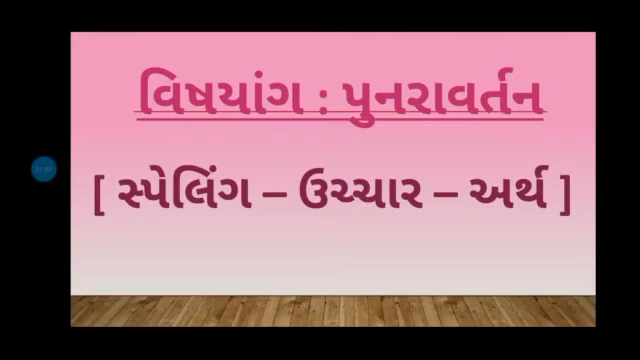 વિષયાંગ : પુનરાવર્તન
[ સ્પેલિંગ – ઉચ્ચાર – અર્થ ]